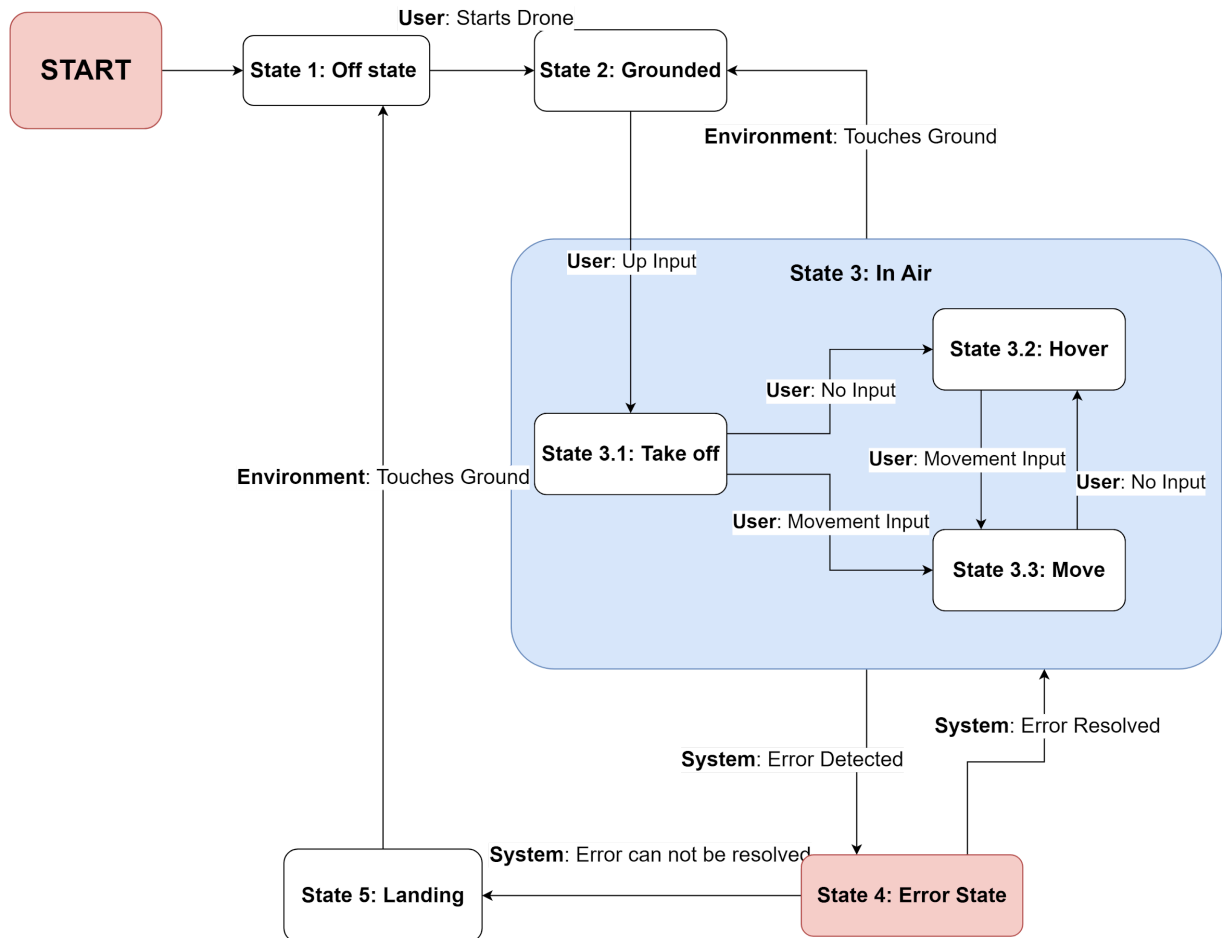 User: Starts Drone
START
State 1: Off state
State 2: Grounded
Environment: Touches Ground
User: Up Input
State 3: In Air
State 3.2: Hover
User: No Input
State 3.1: Take off
User: Movement Input
User: No Input
Environment: Touches Ground
User: Movement Input
State 3.3: Move
System: Error Resolved
System: Error Detected
System: Error can not be resolved
State 5: Landing
State 4: Error State